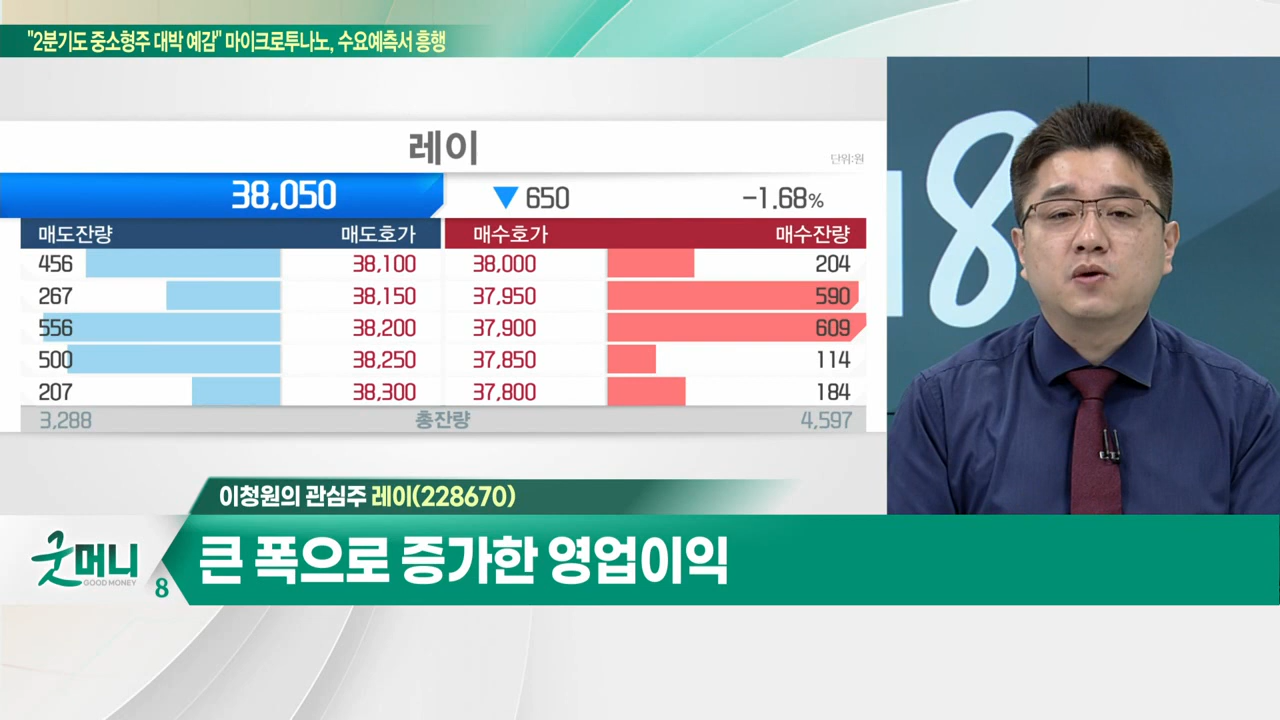 "2분기도 중소형주 대박 예감" 마이크로투나노, 수요예측서 흥행
레이
단위:원
38,050 ▼ 650 -1.68%
매도잔량 매도호가 매수호가 매수잔량
456 38,100 38,000 204
267 38,150 37,950 590
556 38,200 37,900 609
500 38,250 37,850 114
207 38,300 37,800 184
3,288 총잔량 4,597
8
이청원의 관심주 레이(228670)
굿머니
GOOD MONEY
8
큰 폭으로 증가한 영업이익